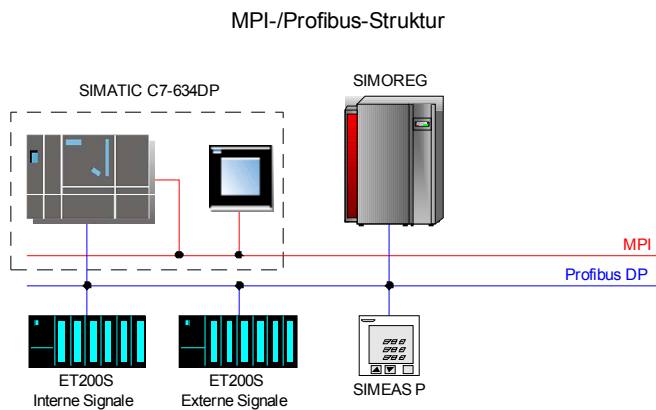 MPI-/Profibus-Struktur
SIMATIC C7-634DP
SIMOREG
MPI
Profibus DP
ET200S
Interne Signale
ET200S
Externe Signale
SIMEAS P